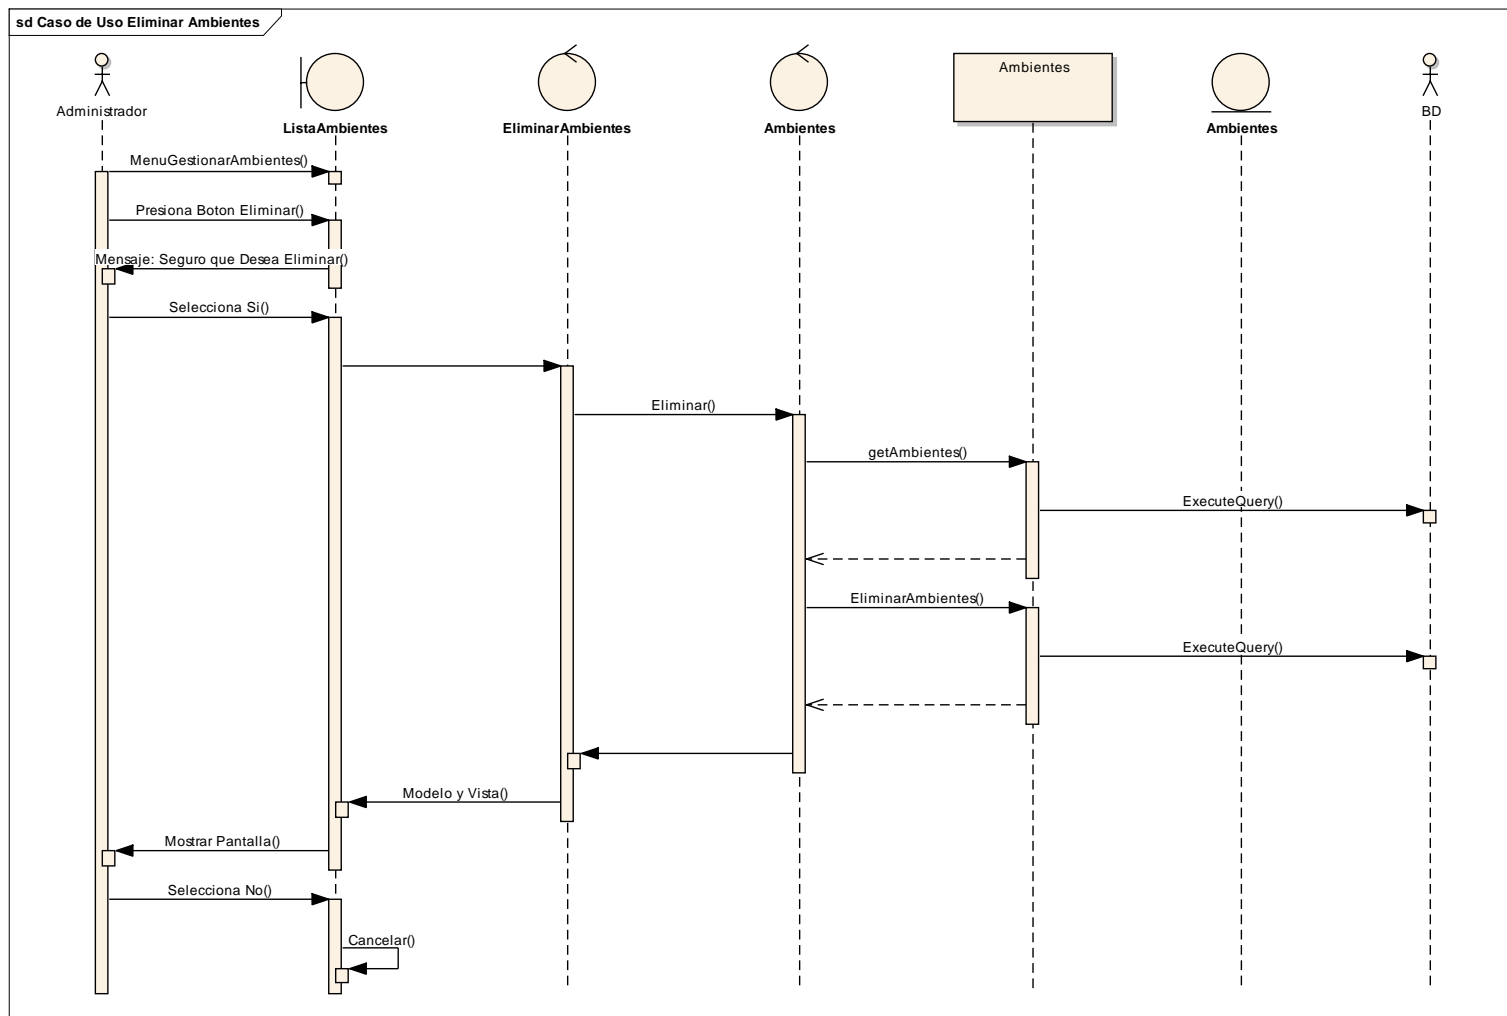 sd Caso de Uso Eliminar Ambientes
Administrador
ListaAmbientes
EliminarAmbientes
Ambientes
Ambientes
Ambientes
BD
MenuGestionarAmbientes()
Presiona Boton Eliminar()
Mensaje: Seguro que Desea Eliminar()
Selecciona Si()
Eliminar()
getAmbientes()
ExecuteQuery()
EliminarAmbientes()
ExecuteQuery()
Modelo y Vista()
Mostrar Pantalla()
Selecciona No()
Cancelar()